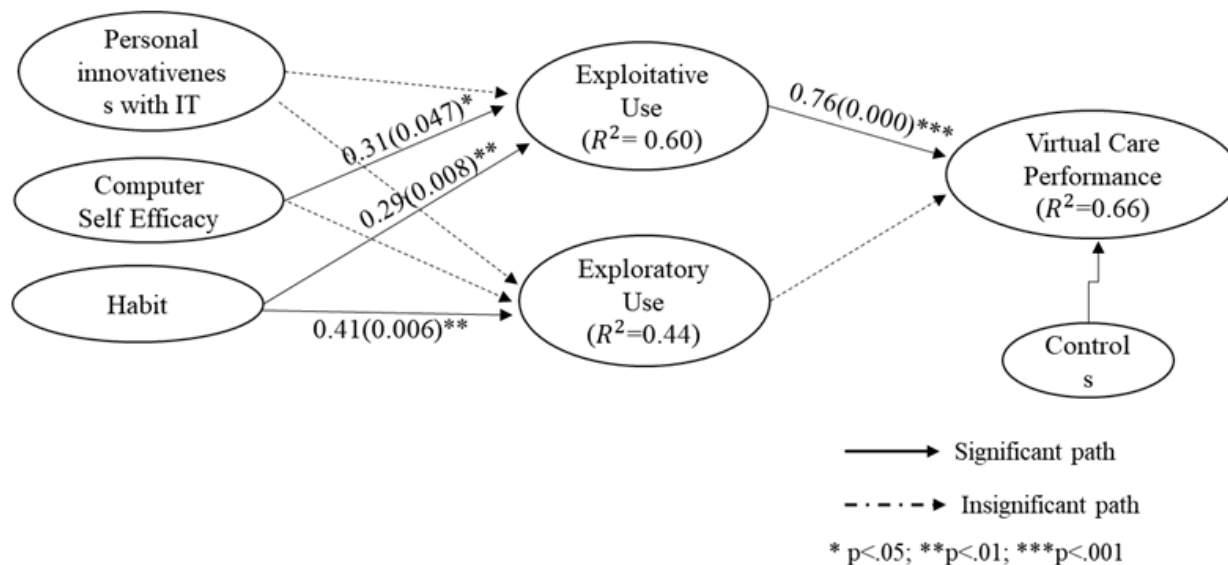 Personal
innovativenes
s with IT
Computer
Self Efficacy
Habit
0.31(0.047)*
0.29(0.008)**
0.41(0.006)**
Exploitative
Use
(R²= 0.60)
Exploratory
Use
(R²=0.44)
0.76(0.000)***
Virtual Care
Performance
(R²=0.66)
Control
s
Significant path
Insignificant path
* p<.05; **p<.01; ***p<.001